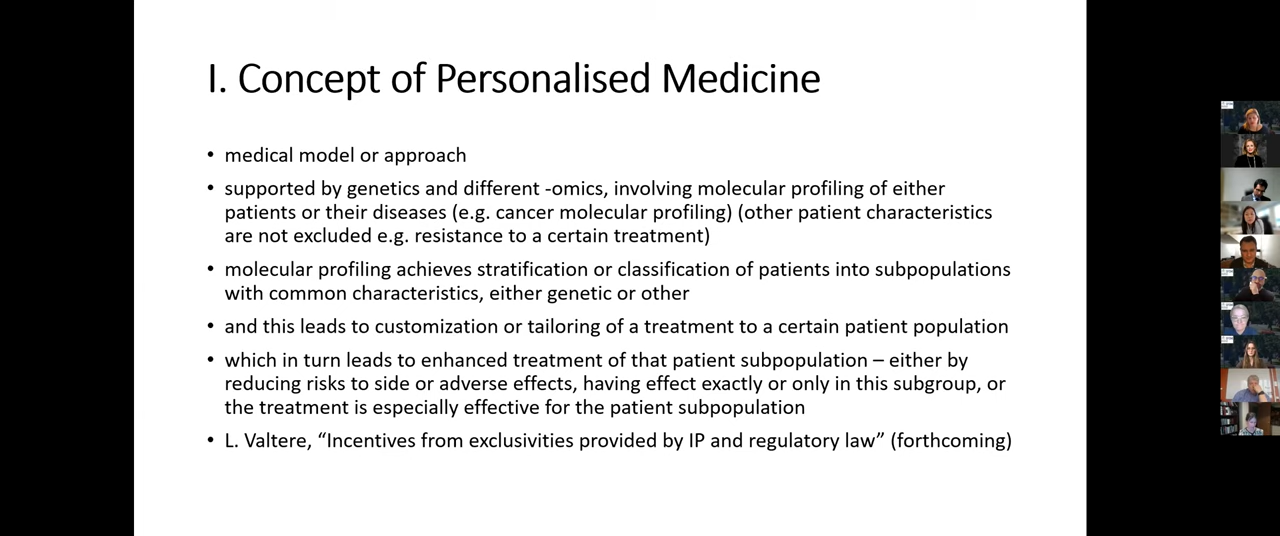 I. Concept of Personalised Medicine
• medical model or approach
• supported by genetics and different -omics, involving molecular profiling of either
patients or their diseases (e.g. cancer molecular profiling) (other patient characteristics
are not excluded e.g. resistance to a certain treatment)
• molecular profiling achieves stratification or classification of patients into subpopulations
with common characteristics, either genetic or other
• and this leads to customization or tailoring of a treatment to a certain patient population
• which in turn leads to enhanced treatment of that patient subpopulation – either by
reducing risks to side or adverse effects, having effect exactly or only in this subgroup, or
the treatment is especially effective for the patient subpopulation
• L. Valtere, “Incentives from exclusivities provided by IP and regulatory law” (forthcoming)